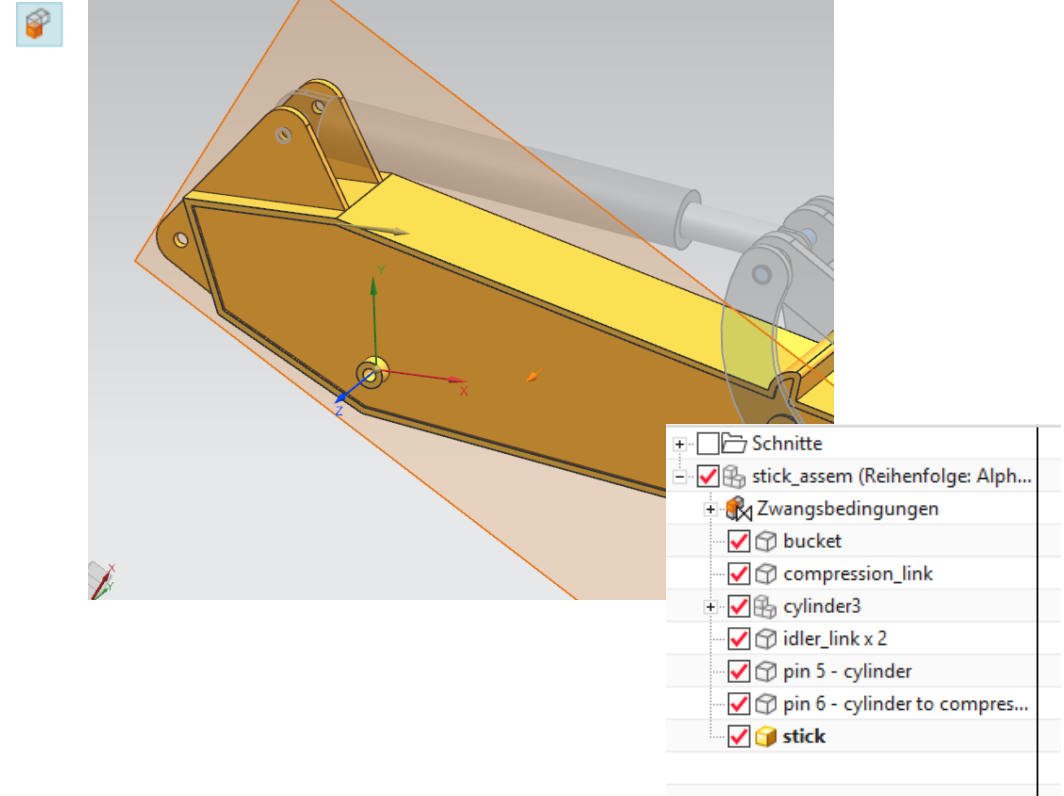 Y
X
Z
X
Y
Schnitte
stick_assem (Reihenfolge: Alph...
Zwangsbedingungen
bucket
compression_link
cylinder3
idler_link x 2
pin 5 - cylinder
pin 6 - cylinder to compres...
stick